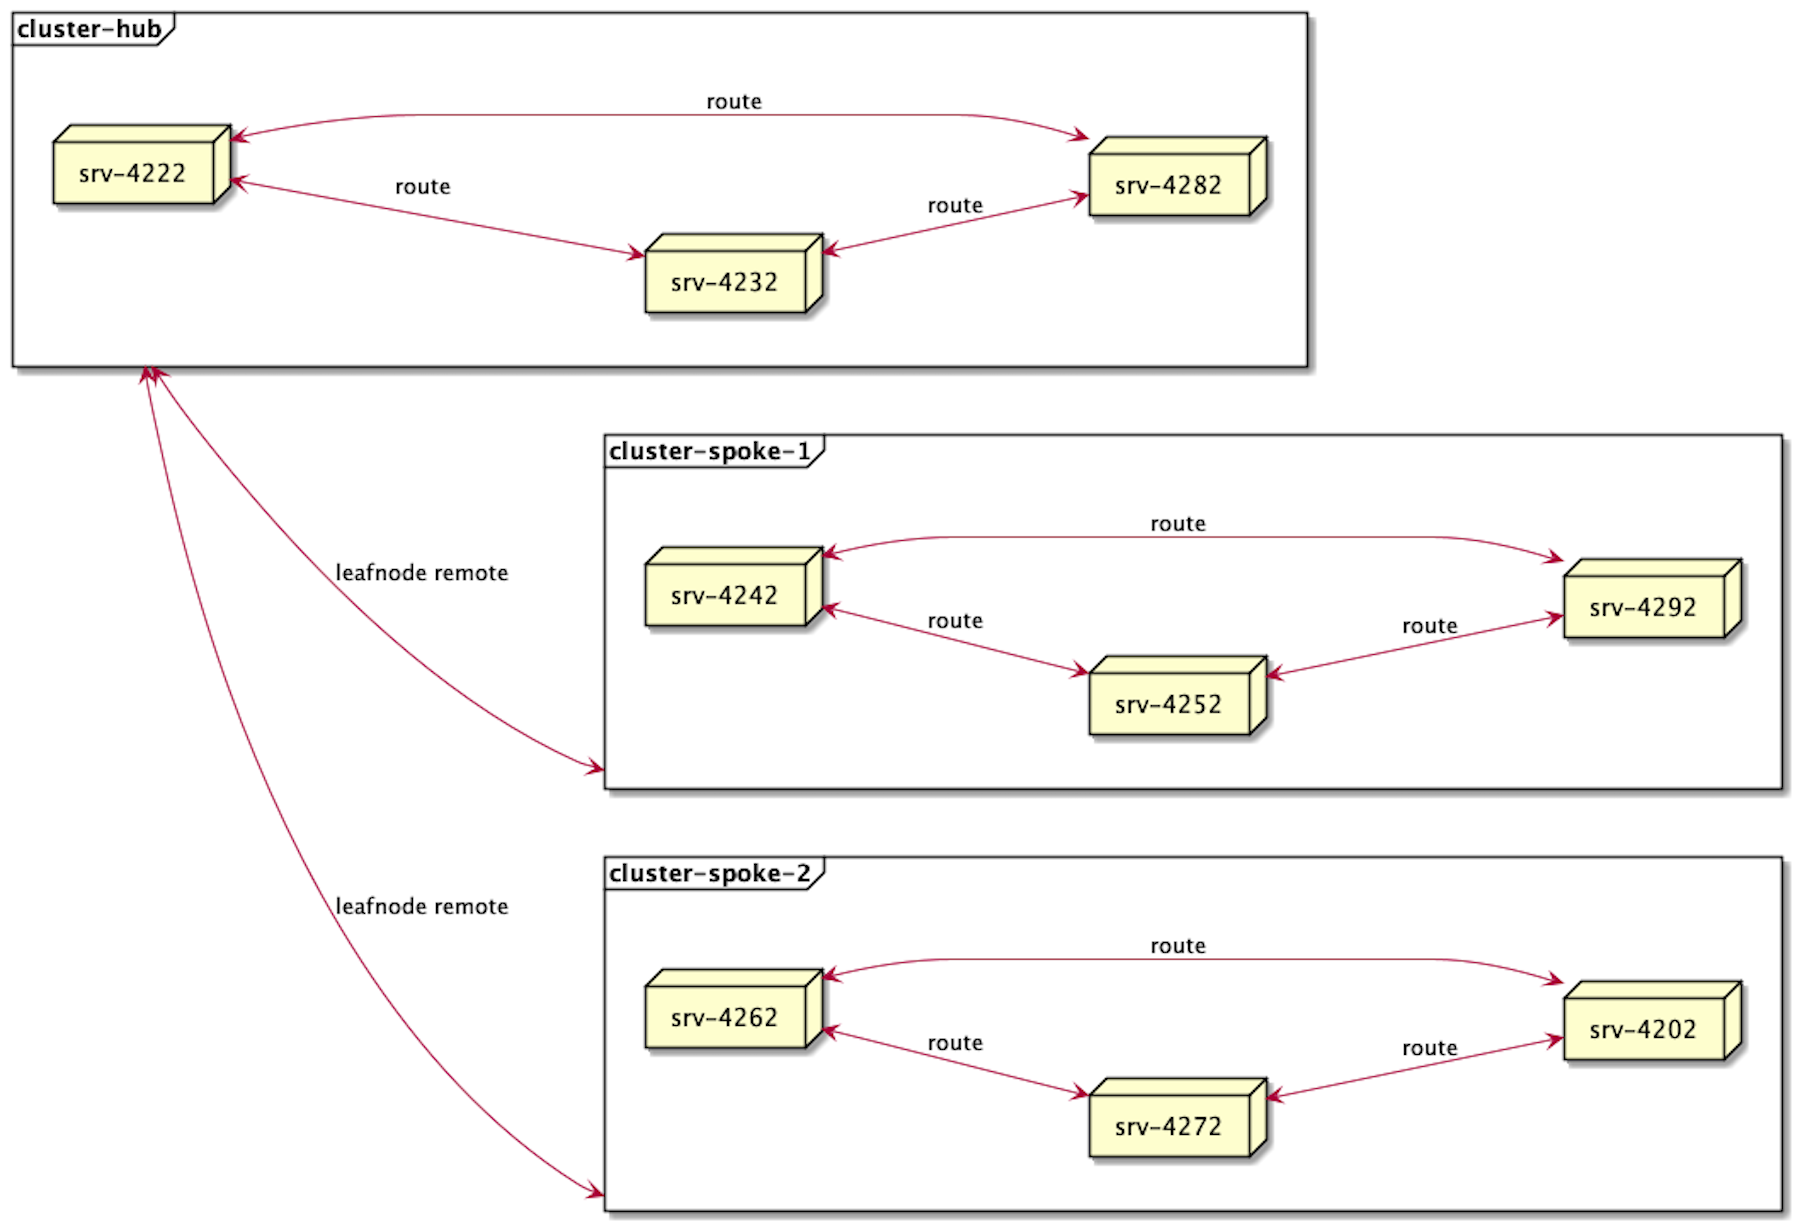 cluster-hub
route
srv-4222
srv-4282
route
route
srv-4232
cluster-spoke-1
route
leafnode remote
srv-4242
srv-4292
route
route
srv-4252
cluster-spoke-2
leafnode remote
route
srv-4262
srv-4202
route
route
srv-4272